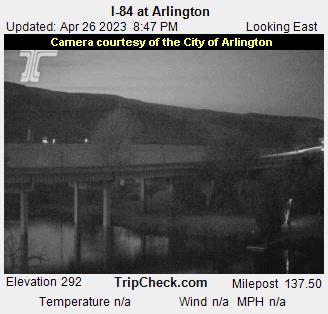 I-84 at Arlington
Updated: Apr 26 2023 8:47 PM Looking East
Camera courtesy of the City of Arlington
Elevation 292 TripCheck.com Milepost 137.50
Temperature n/a Wind n/a MPH n/a